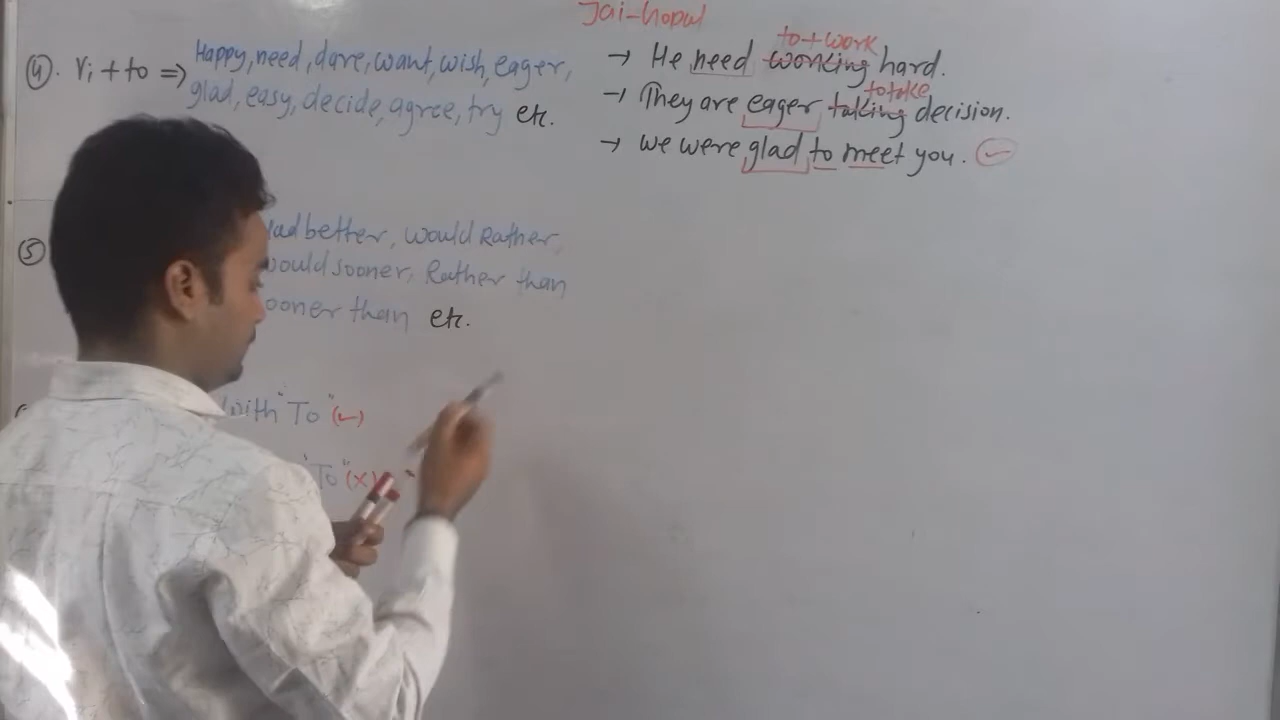 Jai-Gopal
④. V₁ + to ⇒ Happy, need, dare, want, wish, eager,
glad, easy, decide, agree, try etc.
→ He need working hard.
to + work
→ They are eager taking decision.
to take
→ We were glad to meet you. ✓
⑤ had better, would Rather,
would sooner, Rather than
sooner than etc.
with "To" (✓)
"To" (×)